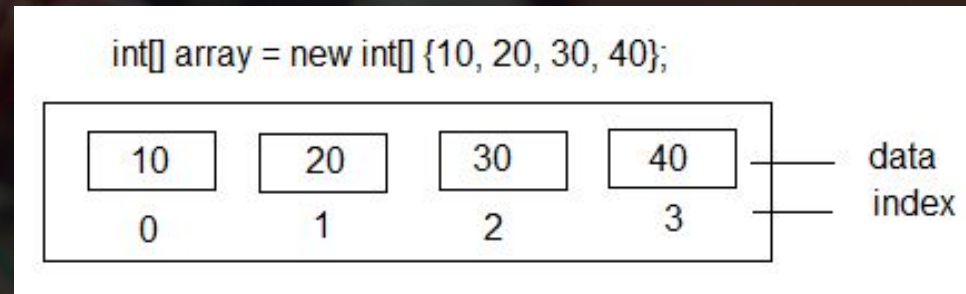 int[] array = new int[] {10, 20, 30, 40};
10 20 30 40 data
0 1 2 3 index